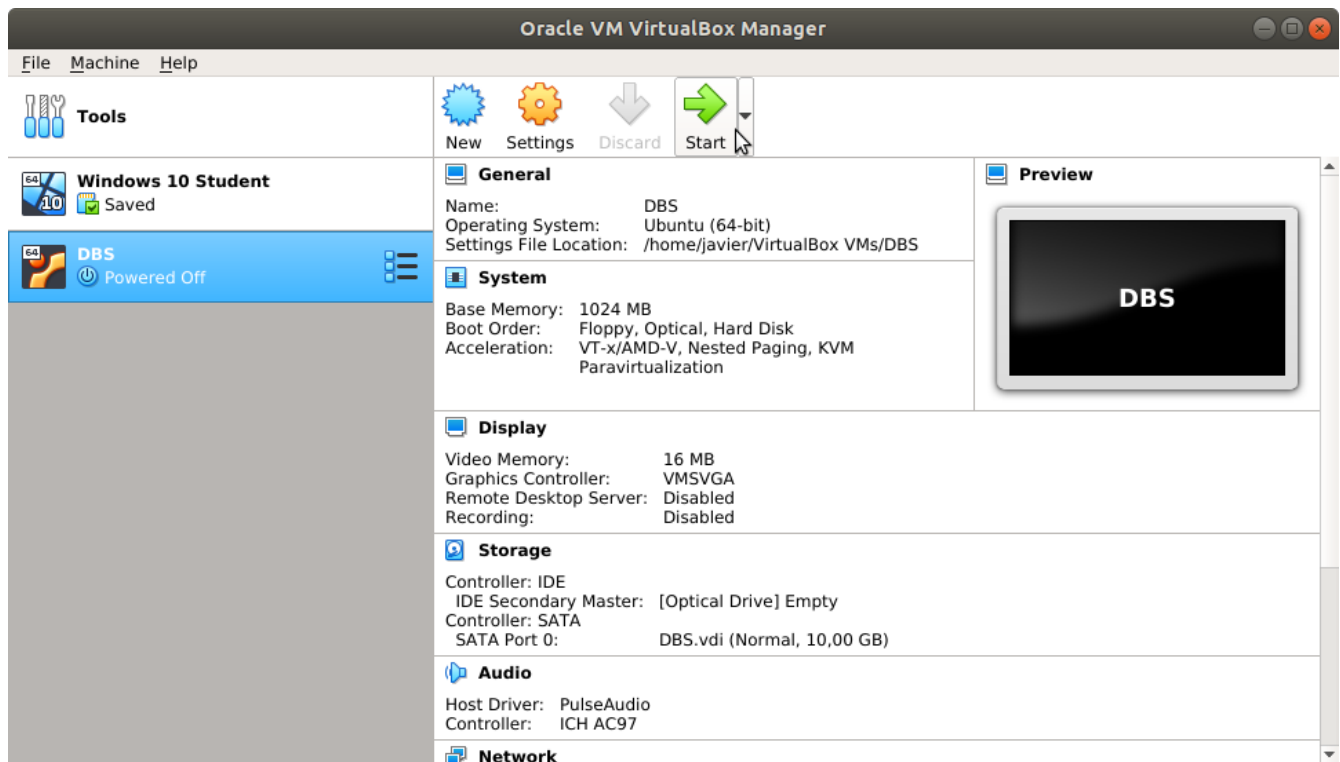 Oracle VM VirtualBox Manager
File Machine Help
Tools
New Settings Discard Start
64 10 Windows 10 Student
Saved
64 DBS
Powered Off
General
Name: DBS
Operating System: Ubuntu (64-bit)
Settings File Location: /home/javier/VirtualBox VMs/DBS
System
Base Memory: 1024 MB
Boot Order: Floppy, Optical, Hard Disk
Acceleration: VT-x/AMD-V, Nested Paging, KVM
Paravirtualization
Preview
DBS
Display
Video Memory: 16 MB
Graphics Controller: VMSVGA
Remote Desktop Server: Disabled
Recording: Disabled
Storage
Controller: IDE
IDE Secondary Master: [Optical Drive] Empty
Controller: SATA
SATA Port 0: DBS.vdi (Normal, 10,00 GB)
Audio
Host Driver: PulseAudio
Controller: ICH AC97
Network